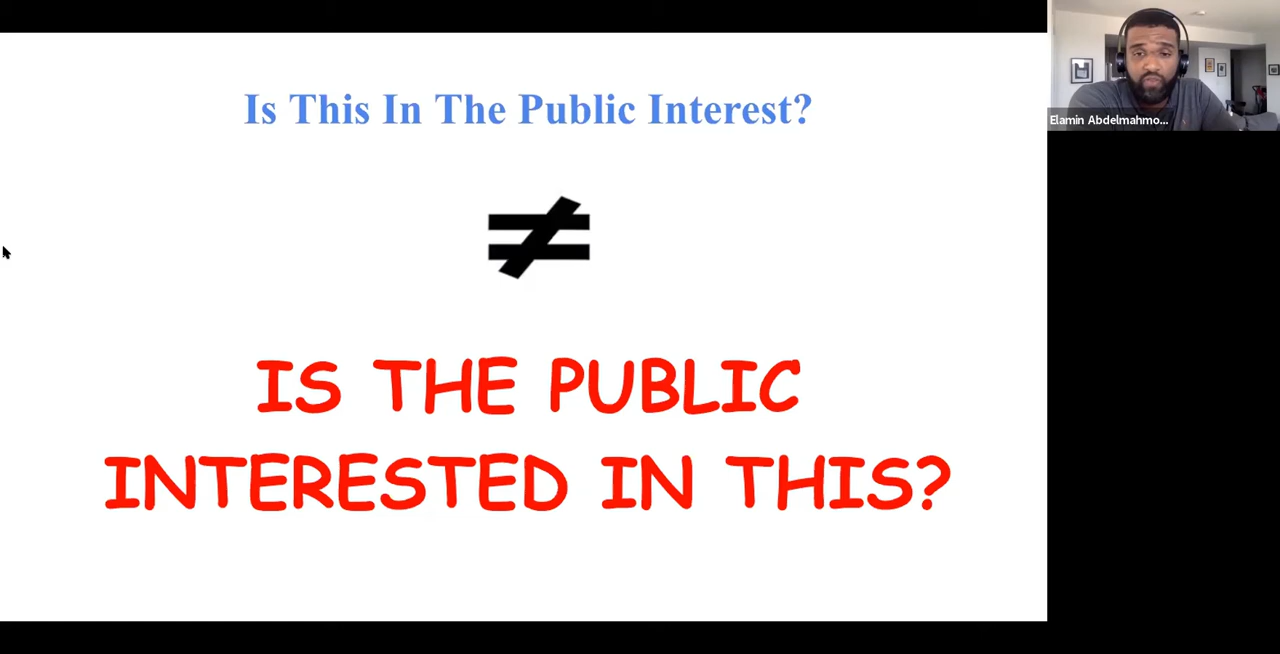 Is This In The Public Interest?
≠
IS THE PUBLIC
INTERESTED IN THIS?
Elamin Abdelmahmo...